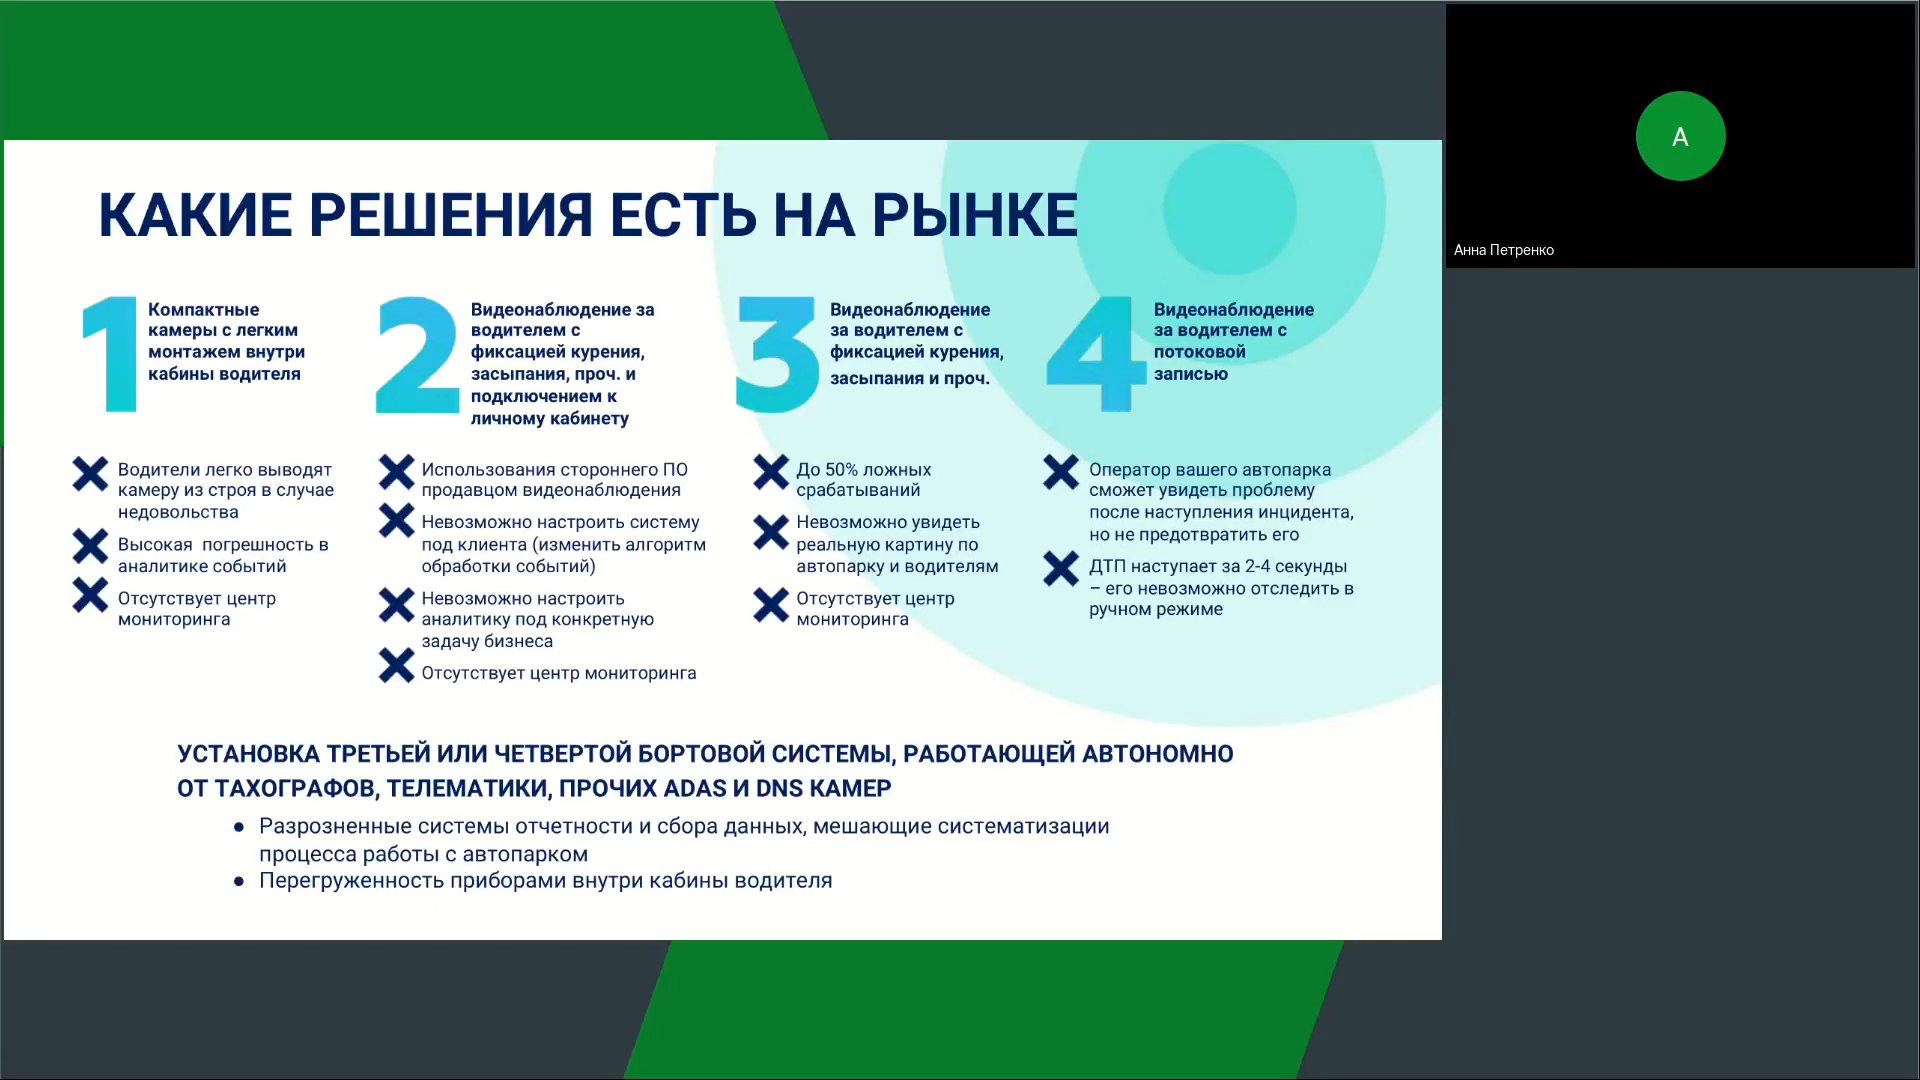 КАКИЕ РЕШЕНИЯ ЕСТЬ НА РЫНКЕ
1
Компактные
камеры с легким
монтажем внутри
кабины водителя
Водители легко выводят
камеру из строя в случае
недовольства
Высокая погрешность в
аналитике событий
Отсутствует центр
мониторинга
2
Видеонаблюдение за
водителем с
фиксацией курения,
засыпания, проч. и
подключением к
личному кабинету
Использования стороннего ПО
продавцом видеонаблюдения
Невозможно настроить систему
под клиента (изменить алгоритм
обработки событий)
Невозможно настроить
аналитику под конкретную
задачу бизнеса
Отсутствует центр мониторинга
3
Видеонаблюдение
за водителем с
фиксацией курения,
засыпания и проч.
До 50% ложных
срабатываний
Невозможно увидеть
реальную картину по
автопарку и водителям
Отсутствует центр
мониторинга
4
Видеонаблюдение
за водителем с
потоковой
записью
Оператор вашего автопарка
сможет увидеть проблему
после наступления инцидента,
но не предотвратить его
ДТП наступает за 2-4 секунды
– его невозможно отследить в
ручном режиме
УСТАНОВКА ТРЕТЬЕЙ ИЛИ ЧЕТВЕРТОЙ БОРТОВОЙ СИСТЕМЫ, РАБОТАЮЩЕЙ АВТОНОМНО
ОТ ТАХОГРАФОВ, ТЕЛЕМАТИКИ, ПРОЧИХ ADAS И DNS КАМЕР
● Разрозненные системы отчетности и сбора данных, мешающие систематизации
процесса работы с автопарком
● Перегруженность приборами внутри кабины водителя
А
Анна Петренко